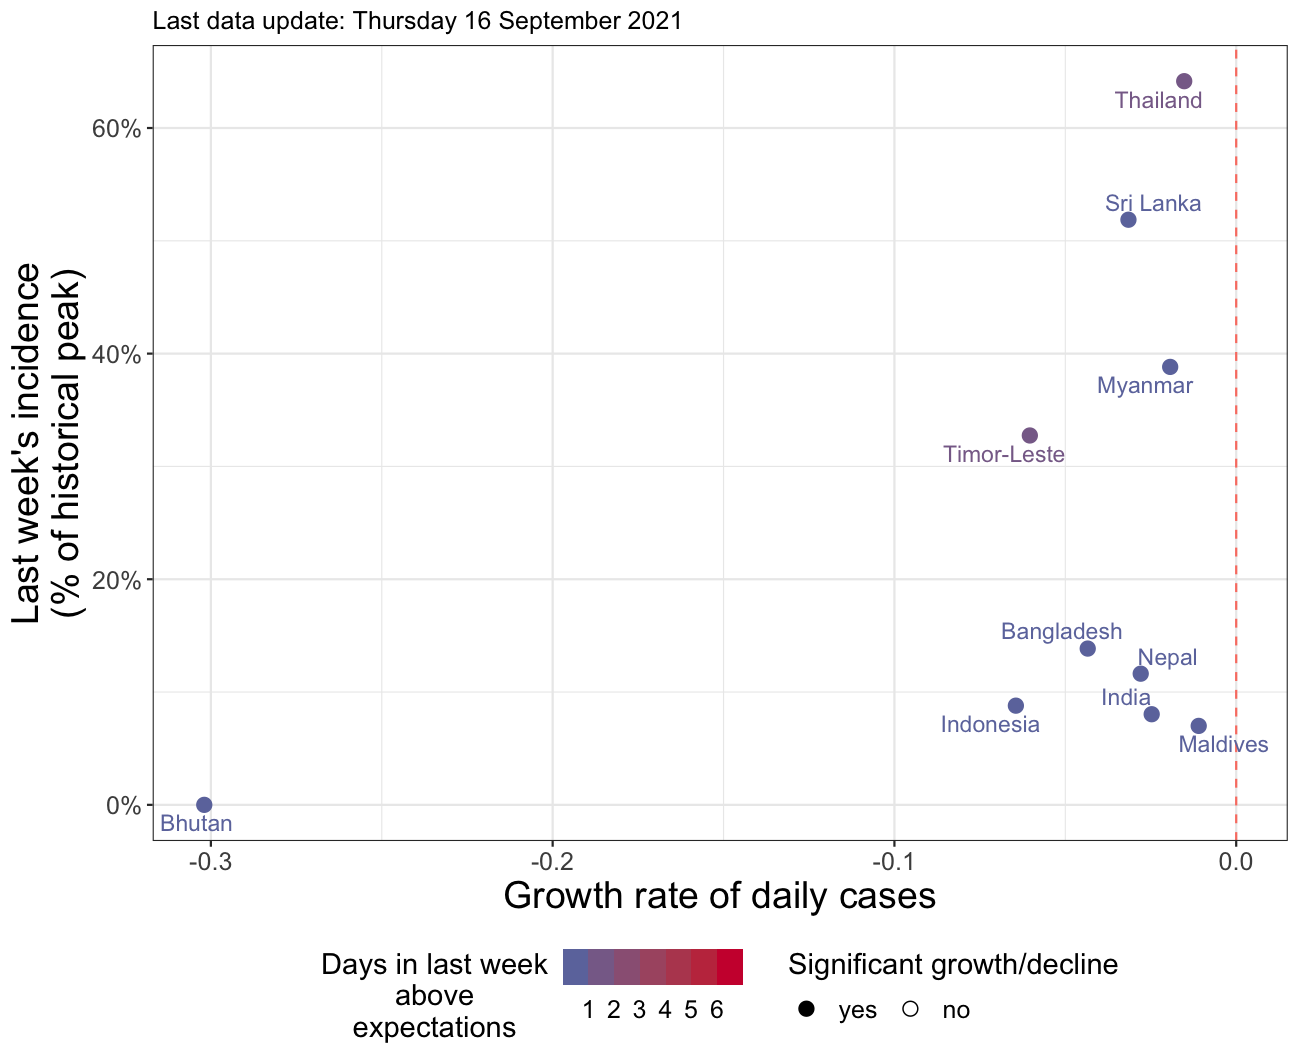 Last data update: Thursday 16 September 2021
Last week's incidence
(% of historical peak)
60%
40%
20%
0%
Thailand
Sri Lanka
Myanmar
Timor-Leste
Bangladesh
Nepal
India
Indonesia
Maldives
Bhutan
-0.3 -0.2 -0.1 0.0
Growth rate of daily cases
Days in last week
above
expectations
1 2 3 4 5 6
Significant growth/decline
yes no